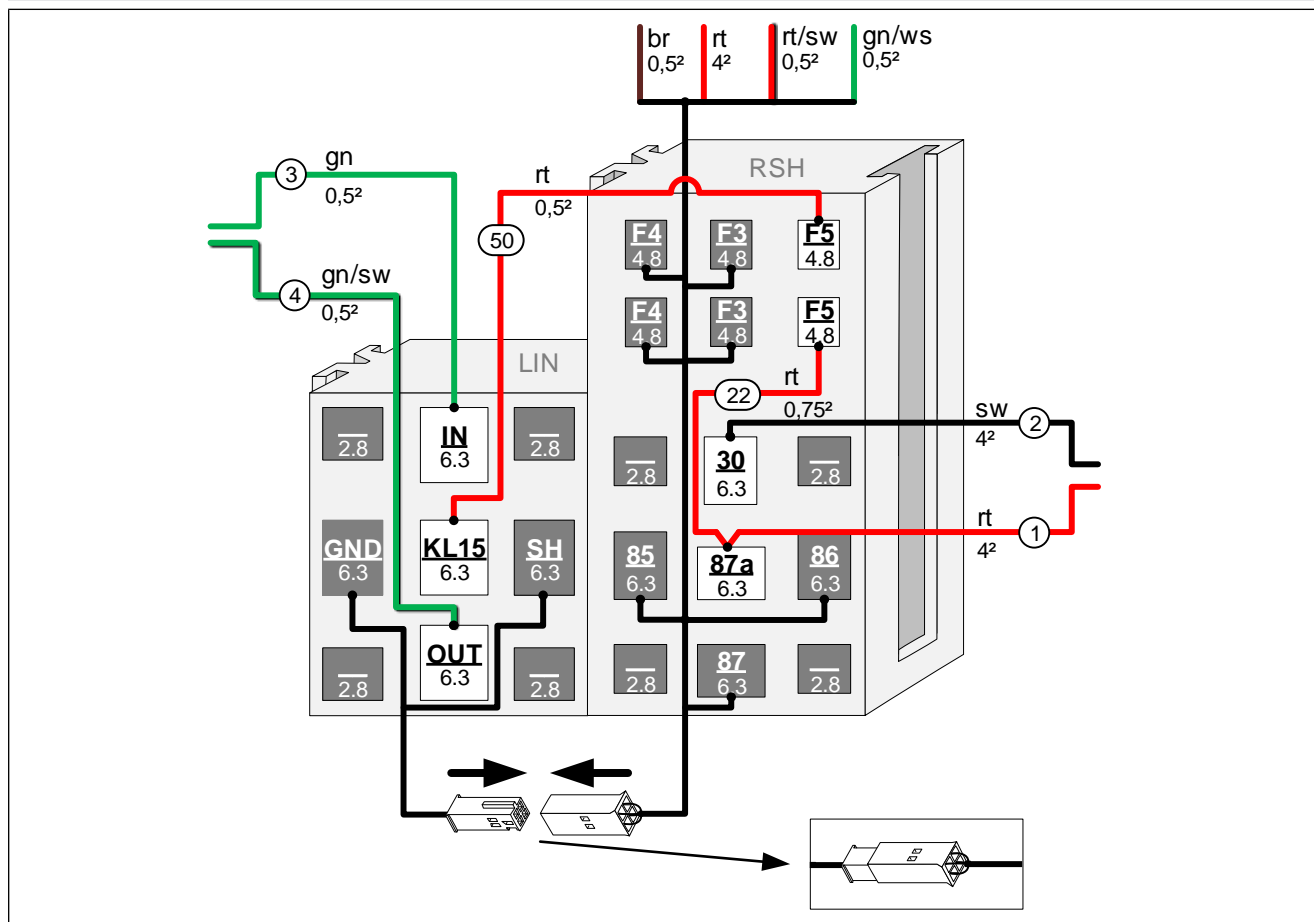 br rt rt/sw gn/ws
0,5² 4² 0,5² 0,5²
RSH
3 gn
0,5²
rt
0,5²
50
F4 F3 F5
4.8 4.8 4.8
4 gn/sw
0,5²
F4 F3 F5
4.8 4.8 4.8
LIN
22 rt
0,75²
sw 2
4²
2.8 IN 6.3 2.8
2.8 30 6.3 2.8
rt 1
4²
GND KL15 SH
6.3 6.3 6.3
85 87a 86
6.3 6.3 6.3
2.8 OUT 6.3 2.8
2.8 87 6.3 2.8